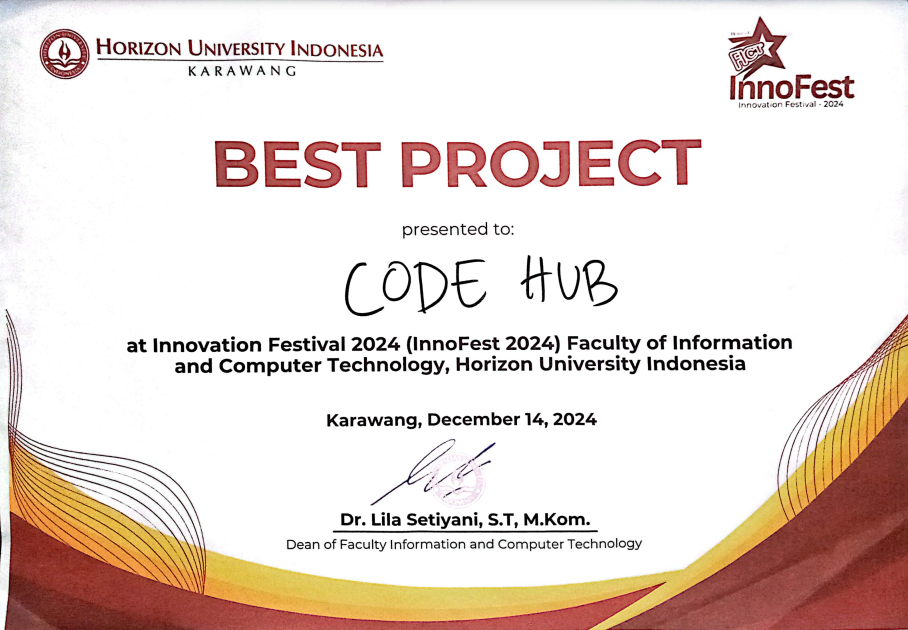 HORIZON UNIVERSITY INDONESIA
KARAWANG
FICT
InnoFest
Innovation Festival - 2024
BEST PROJECT
presented to:
CODE HUB
at Innovation Festival 2024 (InnoFest 2024) Faculty of Information
and Computer Technology, Horizon University Indonesia
Karawang, December 14, 2024
Dr. Lila Setiyani, S.T, M.Kom.
Dean of Faculty Information and Computer Technology